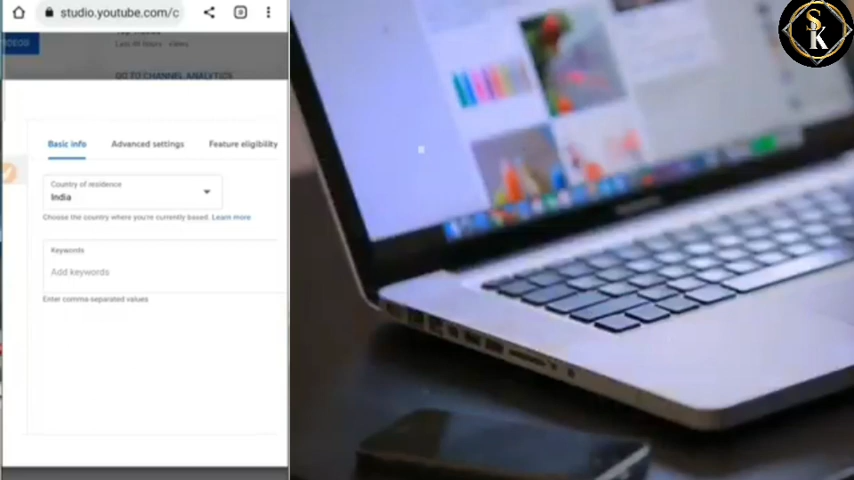 studio.youtube.com/c
GO TO CHANNEL ANALYTICS
Basic info
Advanced settings
Feature eligibility
Country of residence
India
Choose the country where you're currently based. Learn more
Keywords
Add keywords
Enter comma-separated values
S
K